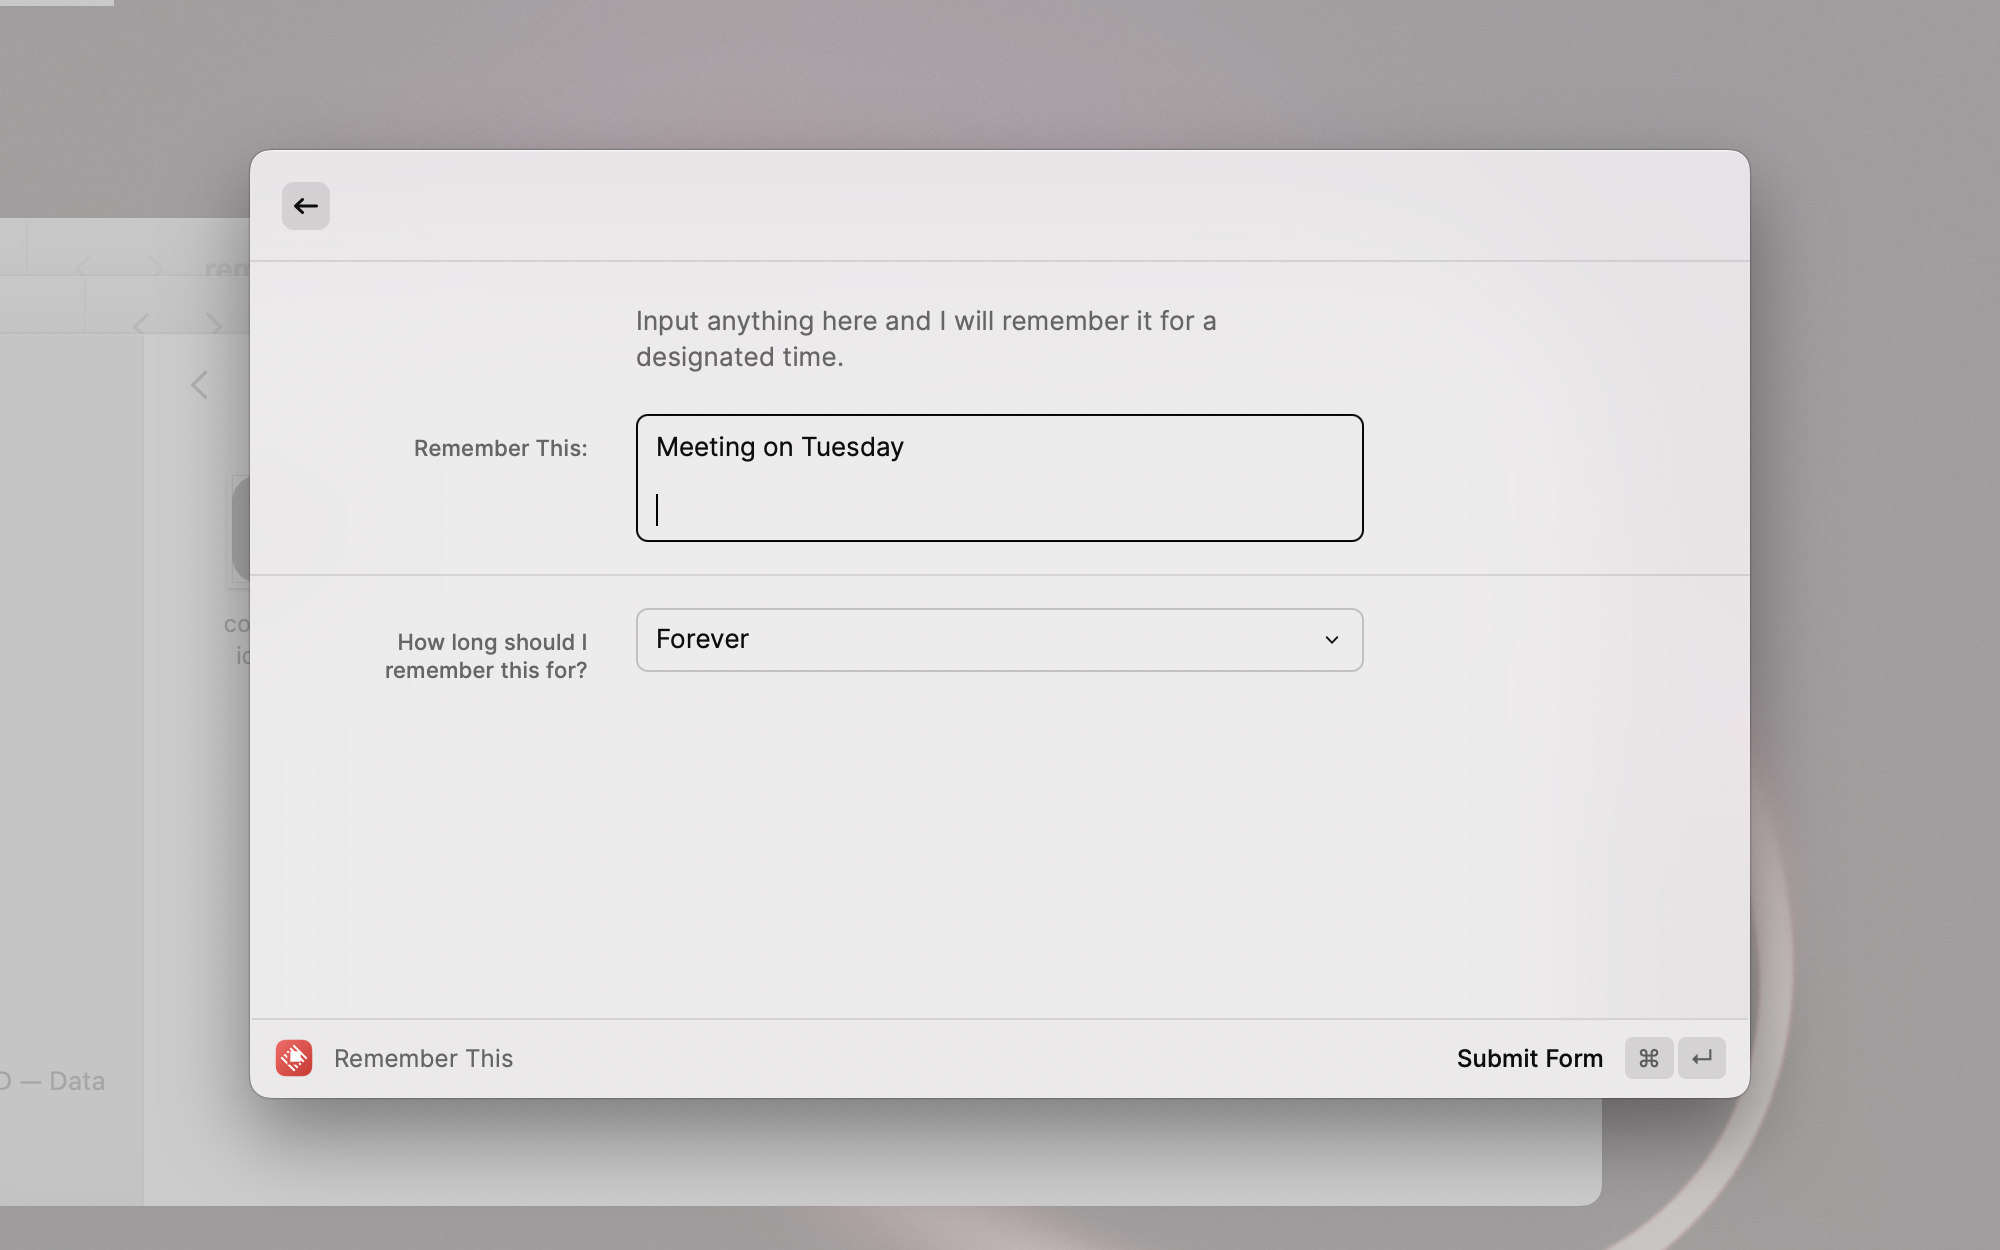 Input anything here and I will remember it for a
designated time.
Remember This:
Meeting on Tuesday
How long should I
remember this for?
Forever
— Data
Remember This
Submit Form ⌘ ↵